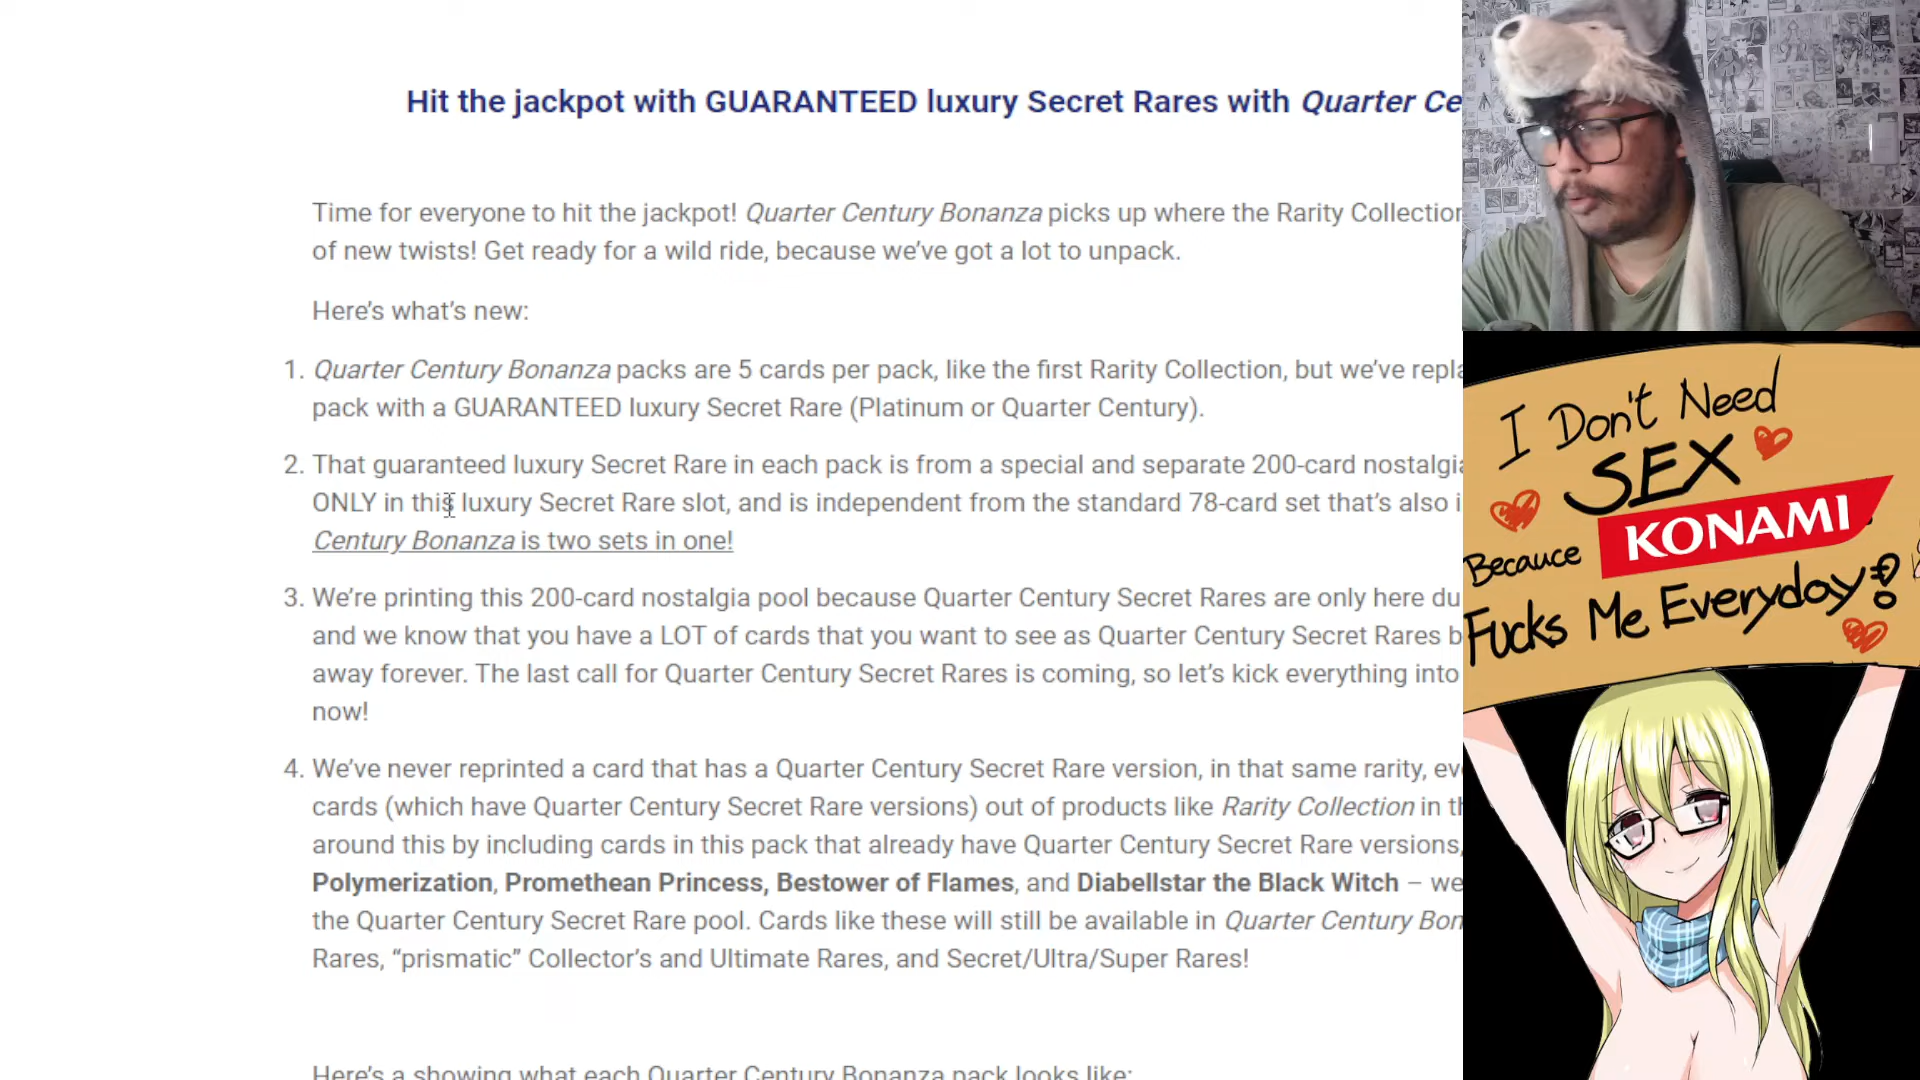 Hit the jackpot with GUARANTEED luxury Secret Rares with Quarter Ce
Time for everyone to hit the jackpot! Quarter Century Bonanza picks up where the Rarity Collection
of new twists! Get ready for a wild ride, because we’ve got a lot to unpack.
Here’s what’s new:
1. Quarter Century Bonanza packs are 5 cards per pack, like the first Rarity Collection, but we’ve repla
pack with a GUARANTEED luxury Secret Rare (Platinum or Quarter Century).
2. That guaranteed luxury Secret Rare in each pack is from a special and separate 200-card nostalgia
ONLY in this luxury Secret Rare slot, and is independent from the standard 78-card set that’s also i
Century Bonanza is two sets in one!
3. We’re printing this 200-card nostalgia pool because Quarter Century Secret Rares are only here du
and we know that you have a LOT of cards that you want to see as Quarter Century Secret Rares b
away forever. The last call for Quarter Century Secret Rares is coming, so let’s kick everything into
now!
4. We’ve never reprinted a card that has a Quarter Century Secret Rare version, in that same rarity, ev
cards (which have Quarter Century Secret Rare versions) out of products like Rarity Collection in th
around this by including cards in this pack that already have Quarter Century Secret Rare versions,
Polymerization, Promethean Princess, Bestower of Flames, and Diabellstar the Black Witch – we
the Quarter Century Secret Rare pool. Cards like these will still be available in Quarter Century Bon
Rares, “prismatic” Collector’s and Ultimate Rares, and Secret/Ultra/Super Rares!
Here’s a showing what each Quarter Century Bonanza pack looks like:
I Don't Need
SEX
Becauce KONAMI
Fucks Me Everyday!